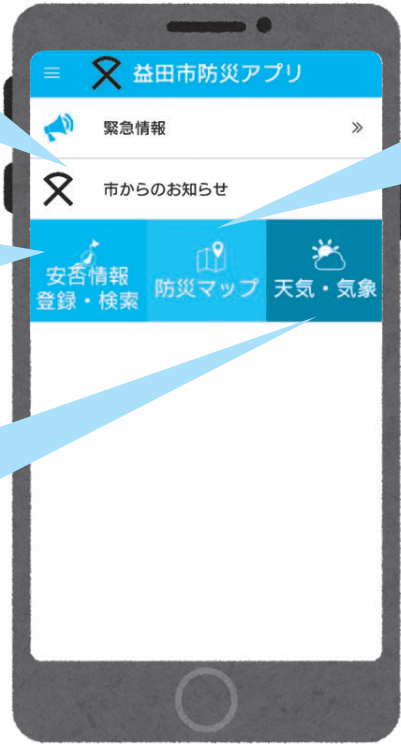 益田市防災アプリ
緊急情報
市からのお知らせ
安否情報
登録・検索
防災マップ
天気・気象